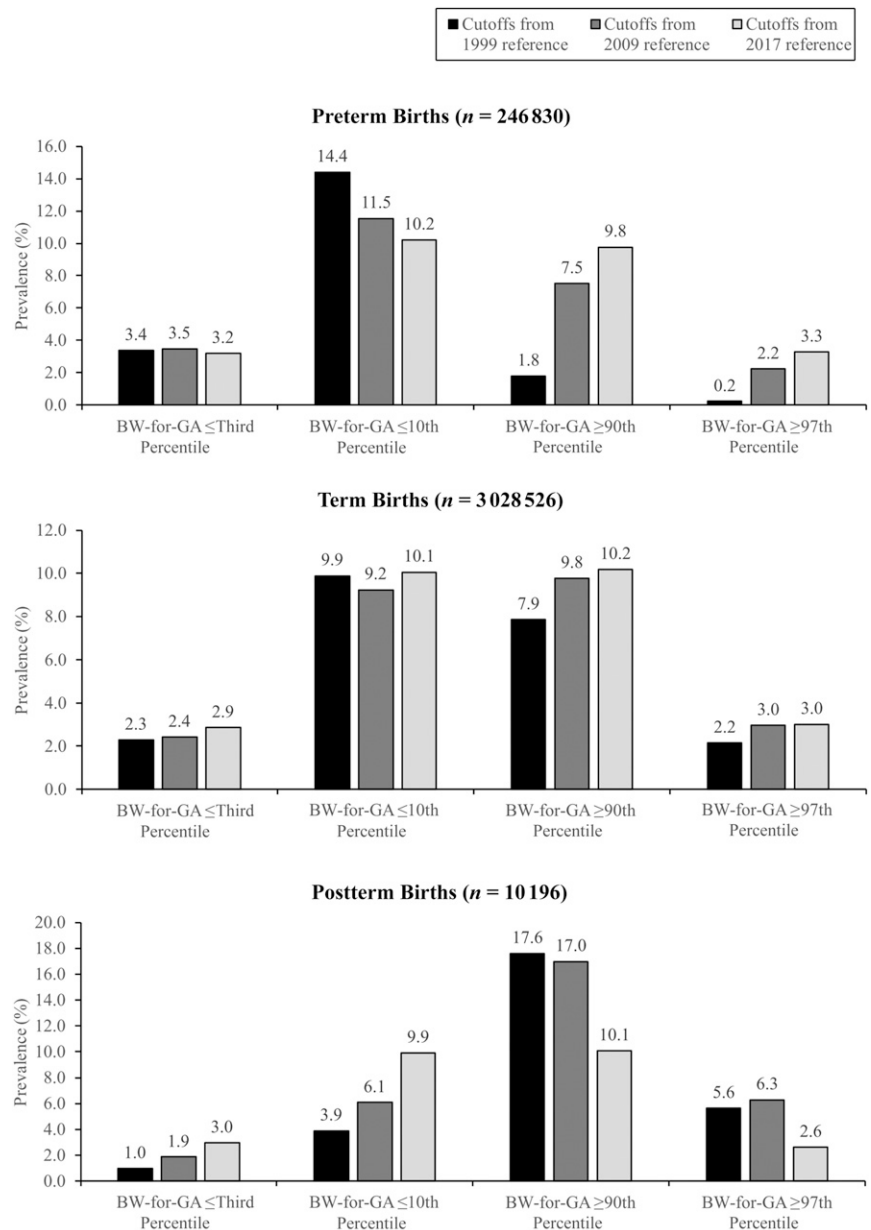 Cutoffs from
1999 reference
Cutoffs from
2009 reference
Cutoffs from
2017 reference
Preterm Births (n = 246 830)
Prevalence (%)
16.0
14.0
12.0
10.0
8.0
6.0
4.0
2.0
0.0
3.4
3.5
3.2
14.4
11.5
10.2
1.8
7.5
9.8
0.2
2.2
3.3
BW-for-GA ≤Third
Percentile
BW-for-GA ≤10th
Percentile
BW-for-GA ≥90th
Percentile
BW-for-GA ≥97th
Percentile
Term Births (n = 3 028 526)
Prevalence (%)
12.0
10.0
8.0
6.0
4.0
2.0
0.0
2.3
2.4
2.9
9.9
9.2
10.1
7.9
9.8
10.2
2.2
3.0
3.0
BW-for-GA ≤Third
Percentile
BW-for-GA ≤10th
Percentile
BW-for-GA ≥90th
Percentile
BW-for-GA ≥97th
Percentile
Postterm Births (n = 10 196)
Prevalence (%)
20.0
18.0
16.0
14.0
12.0
10.0
8.0
6.0
4.0
2.0
0.0
1.0
1.9
3.0
3.9
6.1
9.9
17.6
17.0
10.1
5.6
6.3
2.6
BW-for-GA ≤Third
Percentile
BW-for-GA ≤10th
Percentile
BW-for-GA ≥90th
Percentile
BW-for-GA ≥97th
Percentile